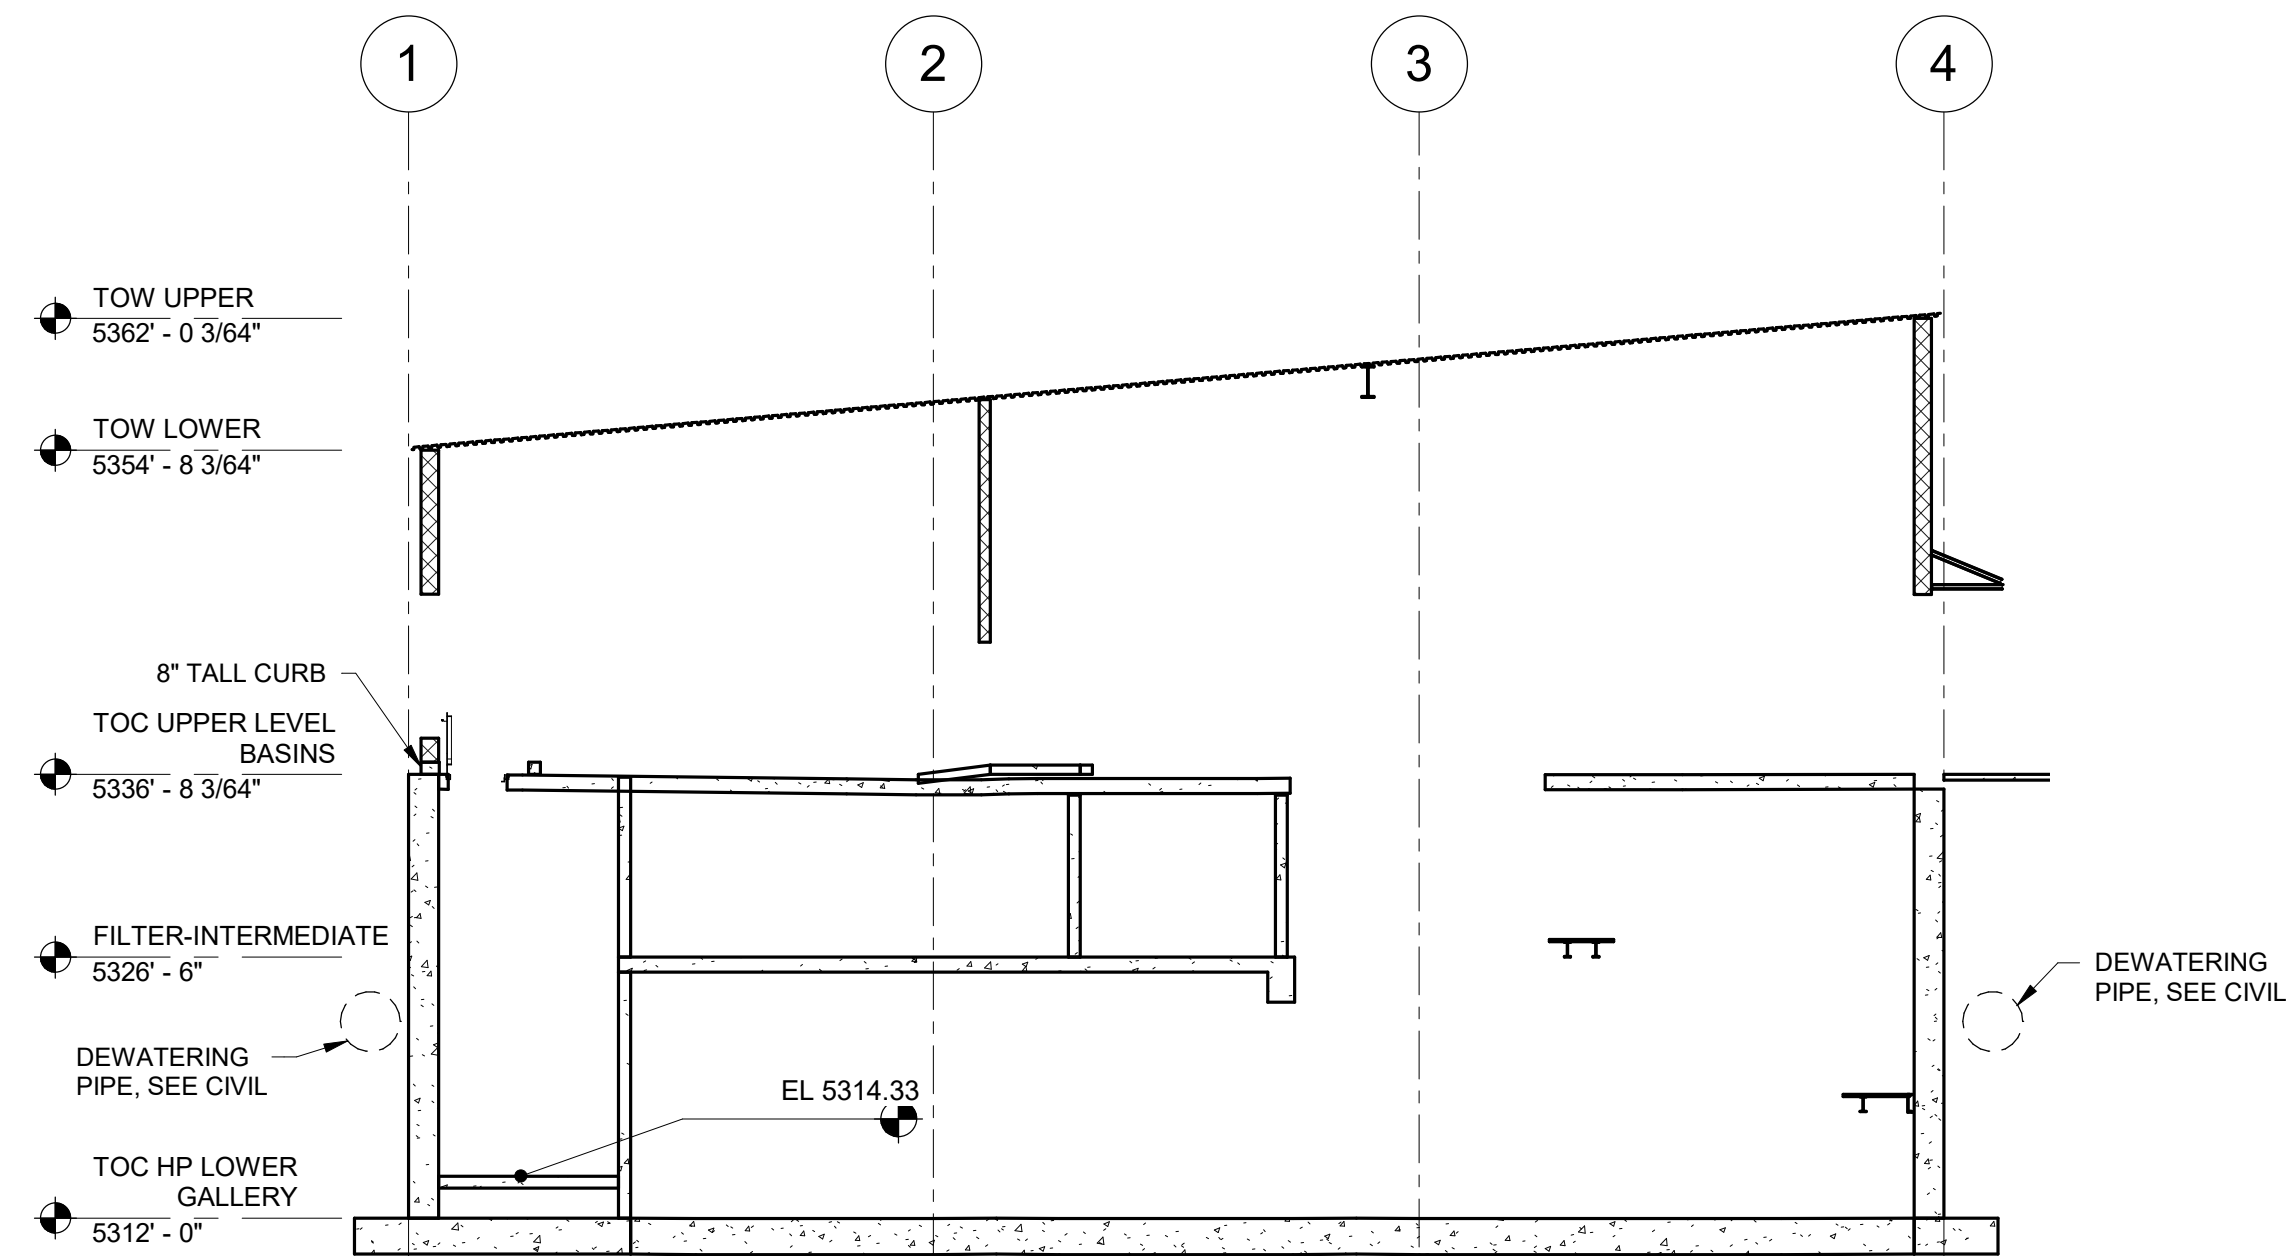 1
2
3
4
TOW UPPER
5362' - 0 3/64"
TOW LOWER
5354' - 8 3/64"
8" TALL CURB
TOC UPPER LEVEL
BASINS
5336' - 8 3/64"
FILTER-INTERMEDIATE
5326' - 6"
DEWATERING
PIPE, SEE CIVIL
DEWATERING
PIPE, SEE CIVIL
EL 5314.33
TOC HP LOWER
GALLERY
5312' - 0"